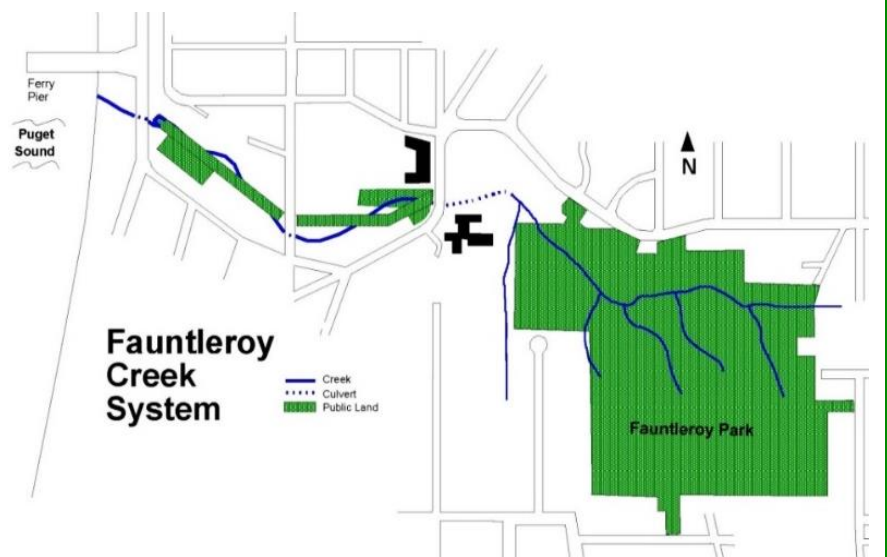 Ferry
Pier
Puget
Sound
N
Fauntleroy
Creek
System
Creek
Culvert
Public Land
Fauntleroy Park